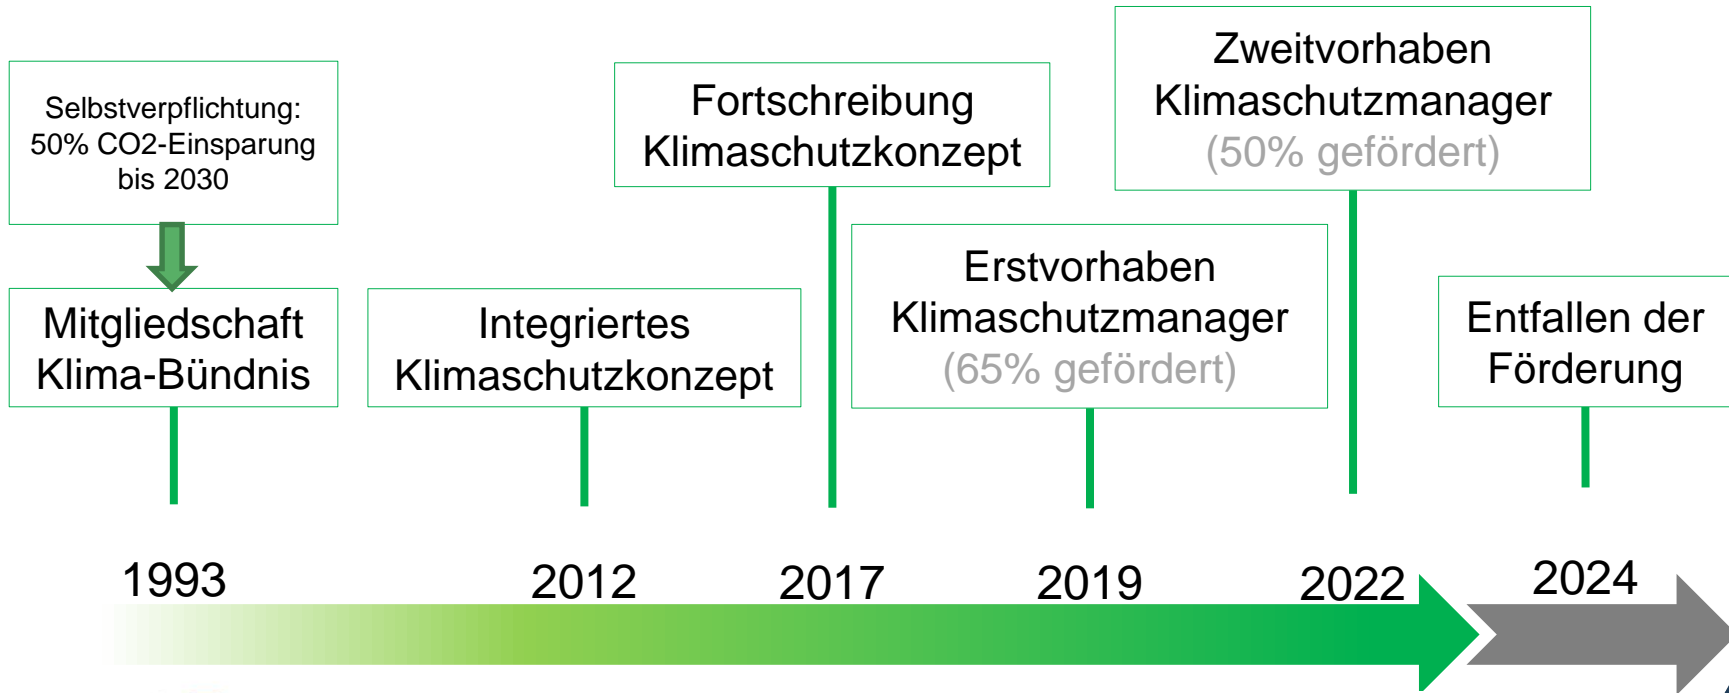 Selbstverpflichtung:
50% CO2-Einsparung
bis 2030
Mitgliedschaft
Klima-Bündnis
Integriertes
Klimaschutzkonzept
Fortschreibung
Klimaschutzkonzept
Erstvorhaben
Klimaschutzmanager
(65% gefördert)
Zweitvorhaben
Klimaschutzmanager
(50% gefördert)
Entfallen der
Förderung
1993
2012
2017
2019
2022
2024